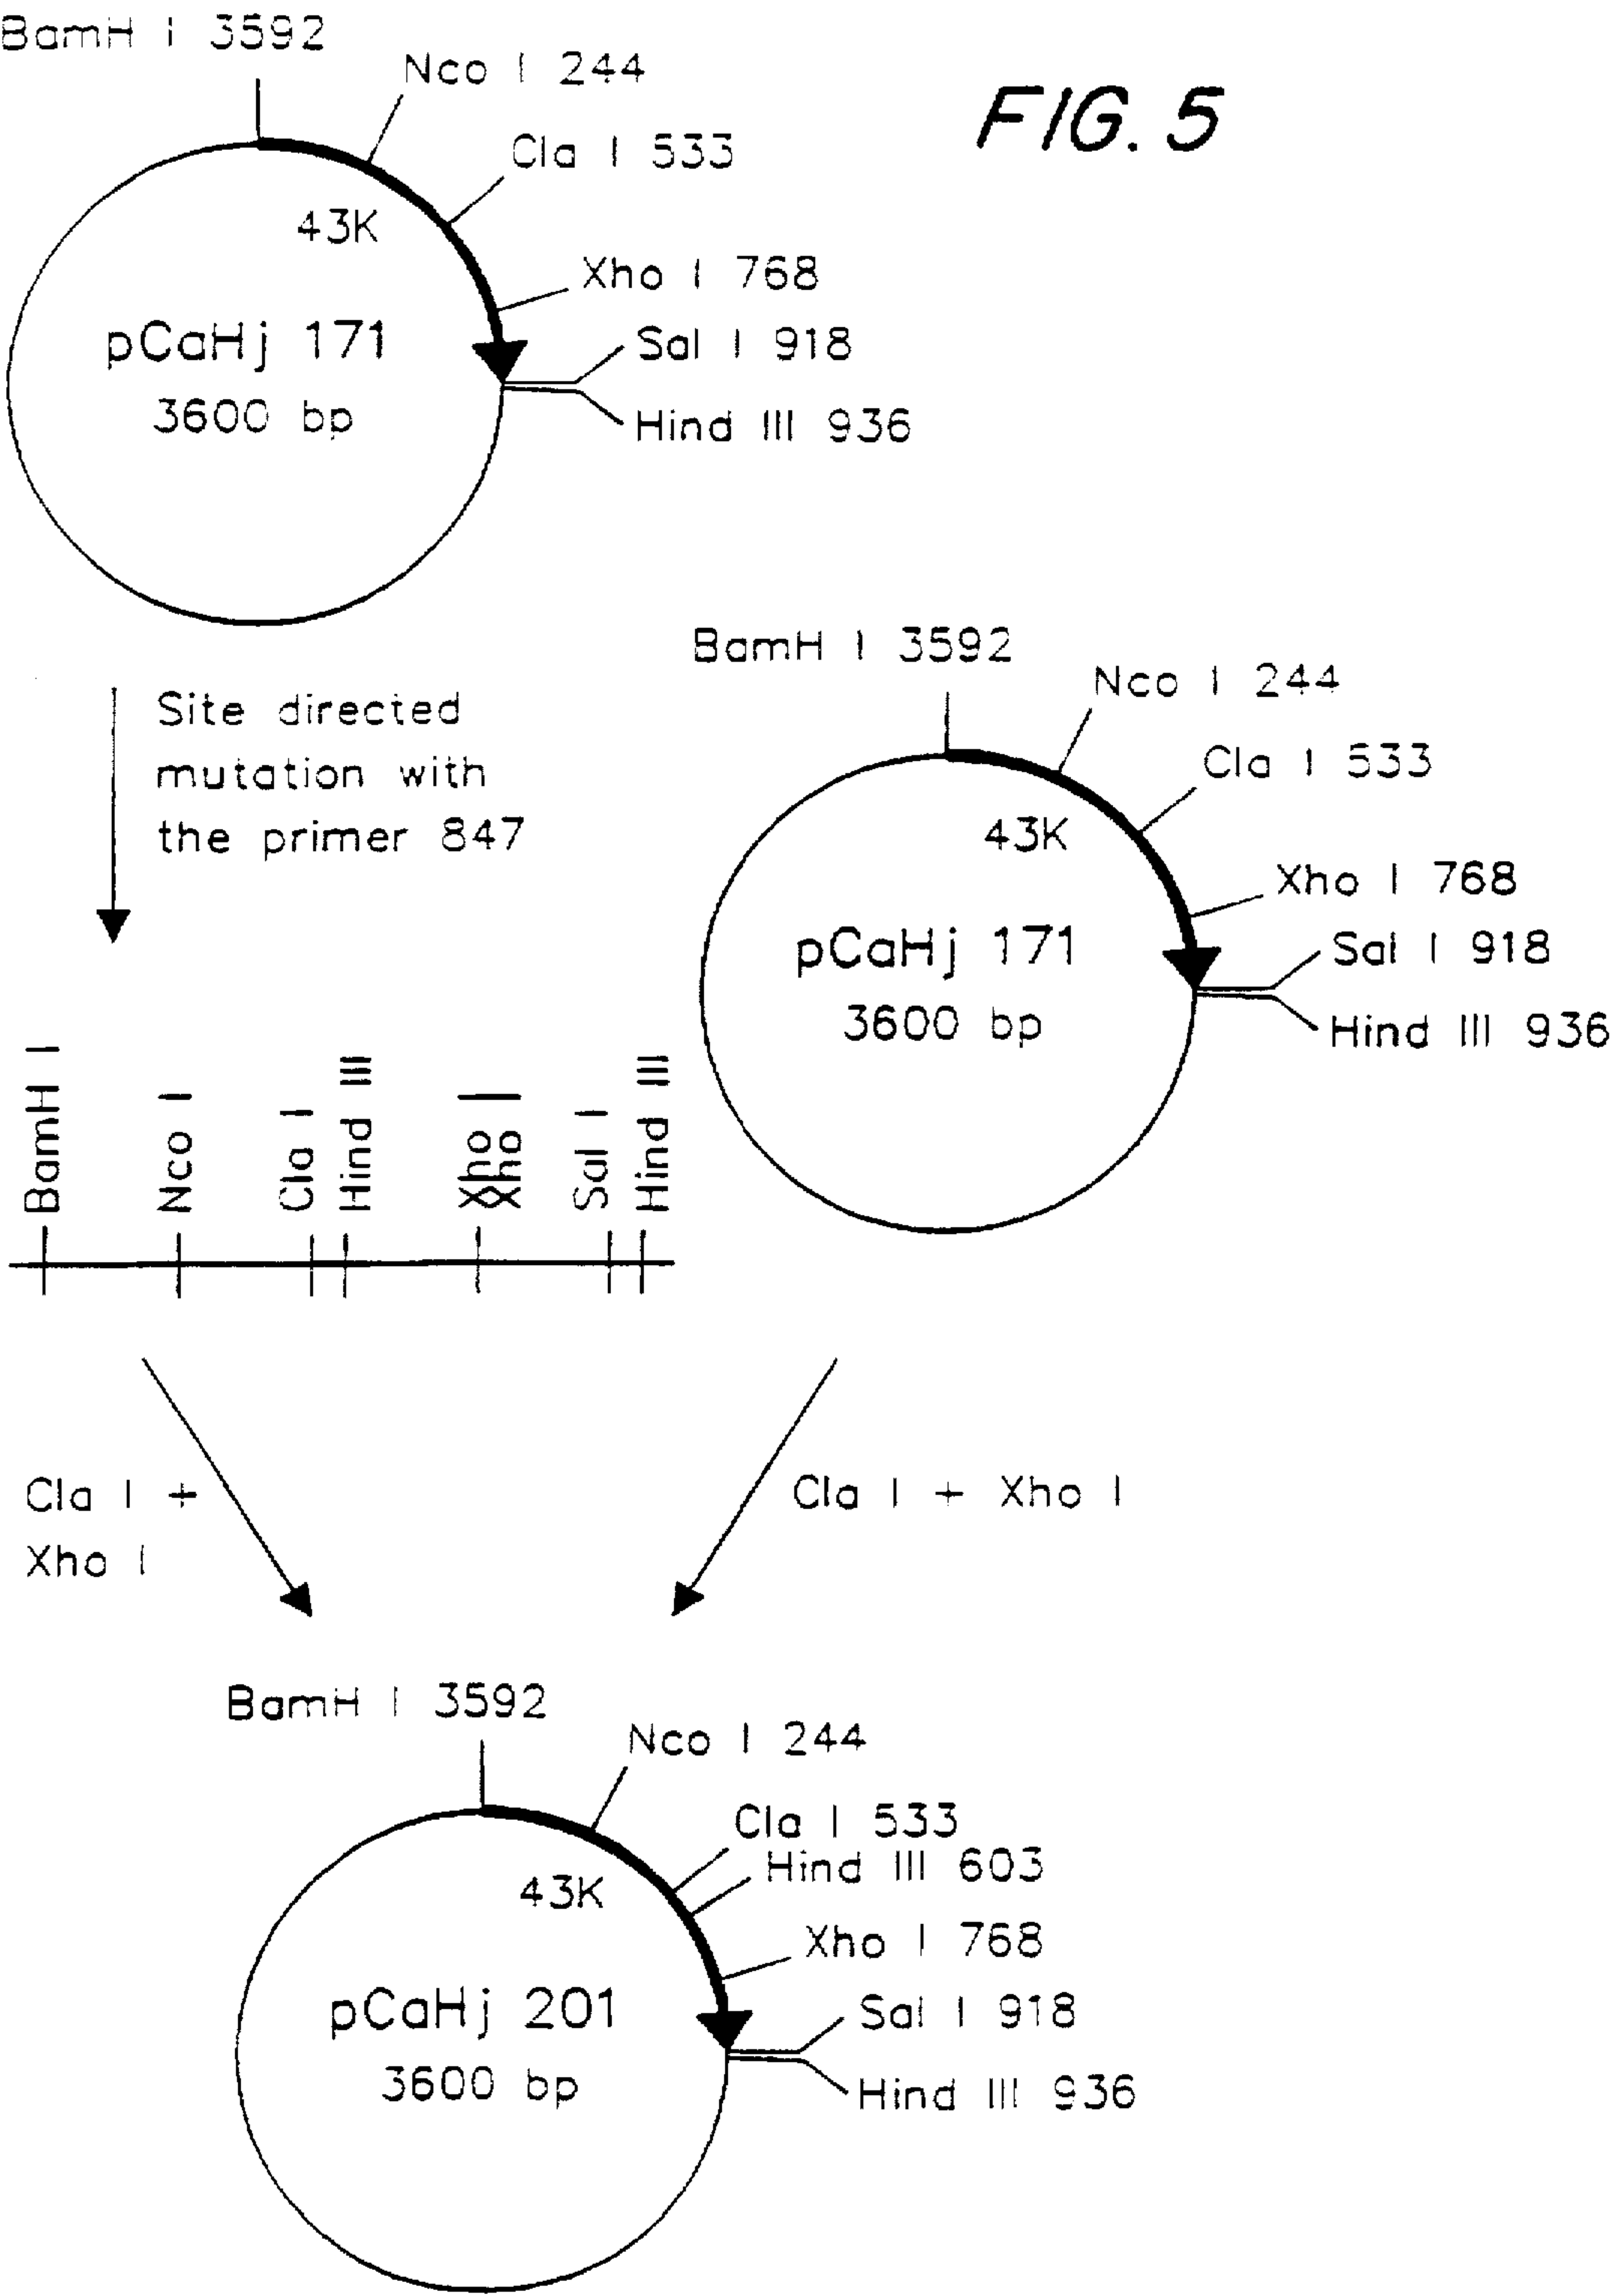 BamH I 3592
Nco I 244
FIG. 5
Cla I 533
43K
Xho I 768
pCaHj 171
Sal I 918
3600 bp
Hind III 936
Site directed
mutation with
the primer 847
BamH I 3592
Nco I 244
Cla I 533
43K
Xho I 768
pCaHj 171
Sal I 918
3600 bp
Hind III 936
BamH I
Nco I
Cla I
Hind III
Xho I
Xho I
Sal I
Hind III
Cla I +
Xho I
Cla I + Xho I
BamH I 3592
Nco I 244
Cla I 533
Hind III 603
43K
Xho I 768
pCaHj 201
Sal I 918
3600 bp
Hind III 936